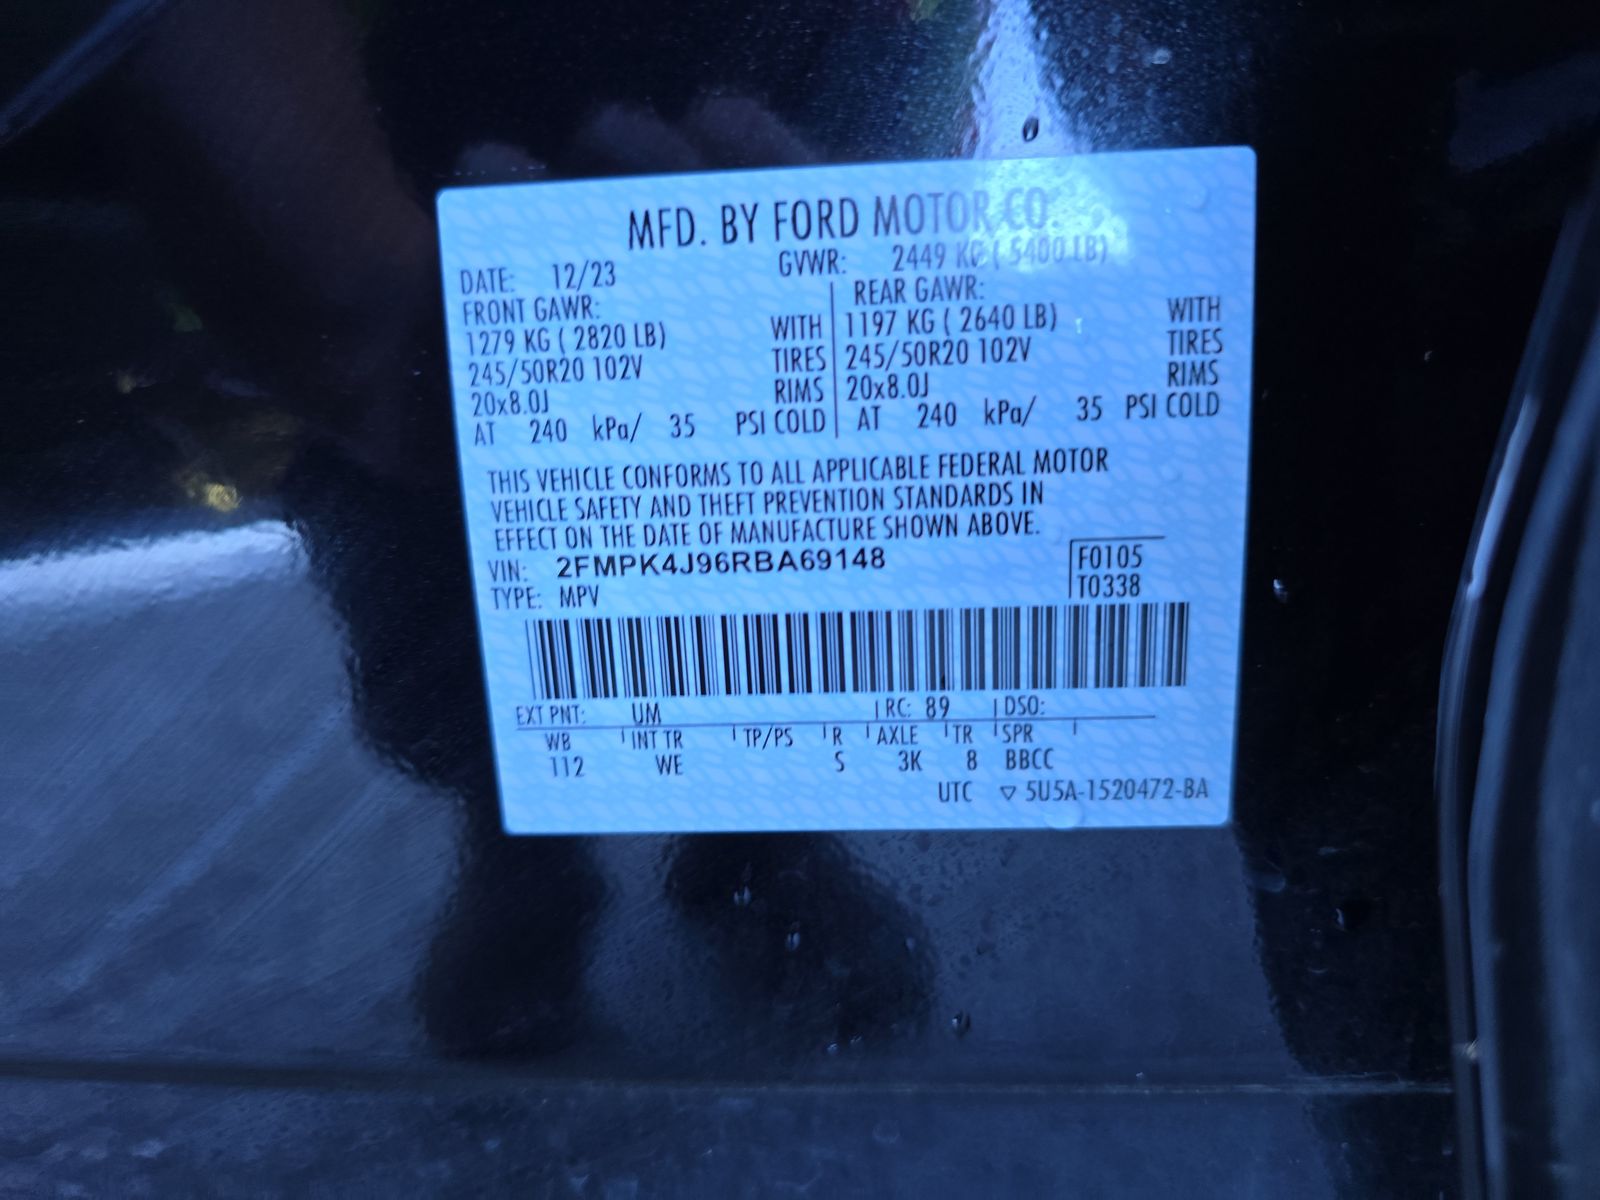 MFD. BY FORD MOTOR CO.
DATE: 12/23 GVWR: 2449 KG ( 5400 LB)
FRONT GAWR:
1279 KG ( 2820 LB) WITH
245/50R20 102V TIRES
20x8.0J RIMS
AT 240 kPa/ 35 PSI COLD
REAR GAWR:
1197 KG ( 2640 LB) WITH
245/50R20 102V TIRES
20x8.0J RIMS
AT 240 kPa/ 35 PSI COLD
THIS VEHICLE CONFORMS TO ALL APPLICABLE FEDERAL MOTOR
VEHICLE SAFETY AND THEFT PREVENTION STANDARDS IN
EFFECT ON THE DATE OF MANUFACTURE SHOWN ABOVE.
VIN: 2FMPK4J96RBA69148 F0105
TYPE: MPV T0338
EXT PNT: UM RC: 89 DSO:
WB INT TR TP/PS R AXLE TR SPR
112 WE S 3K 8 BBCC
UTC ▽ 5U5A-1520472-BA